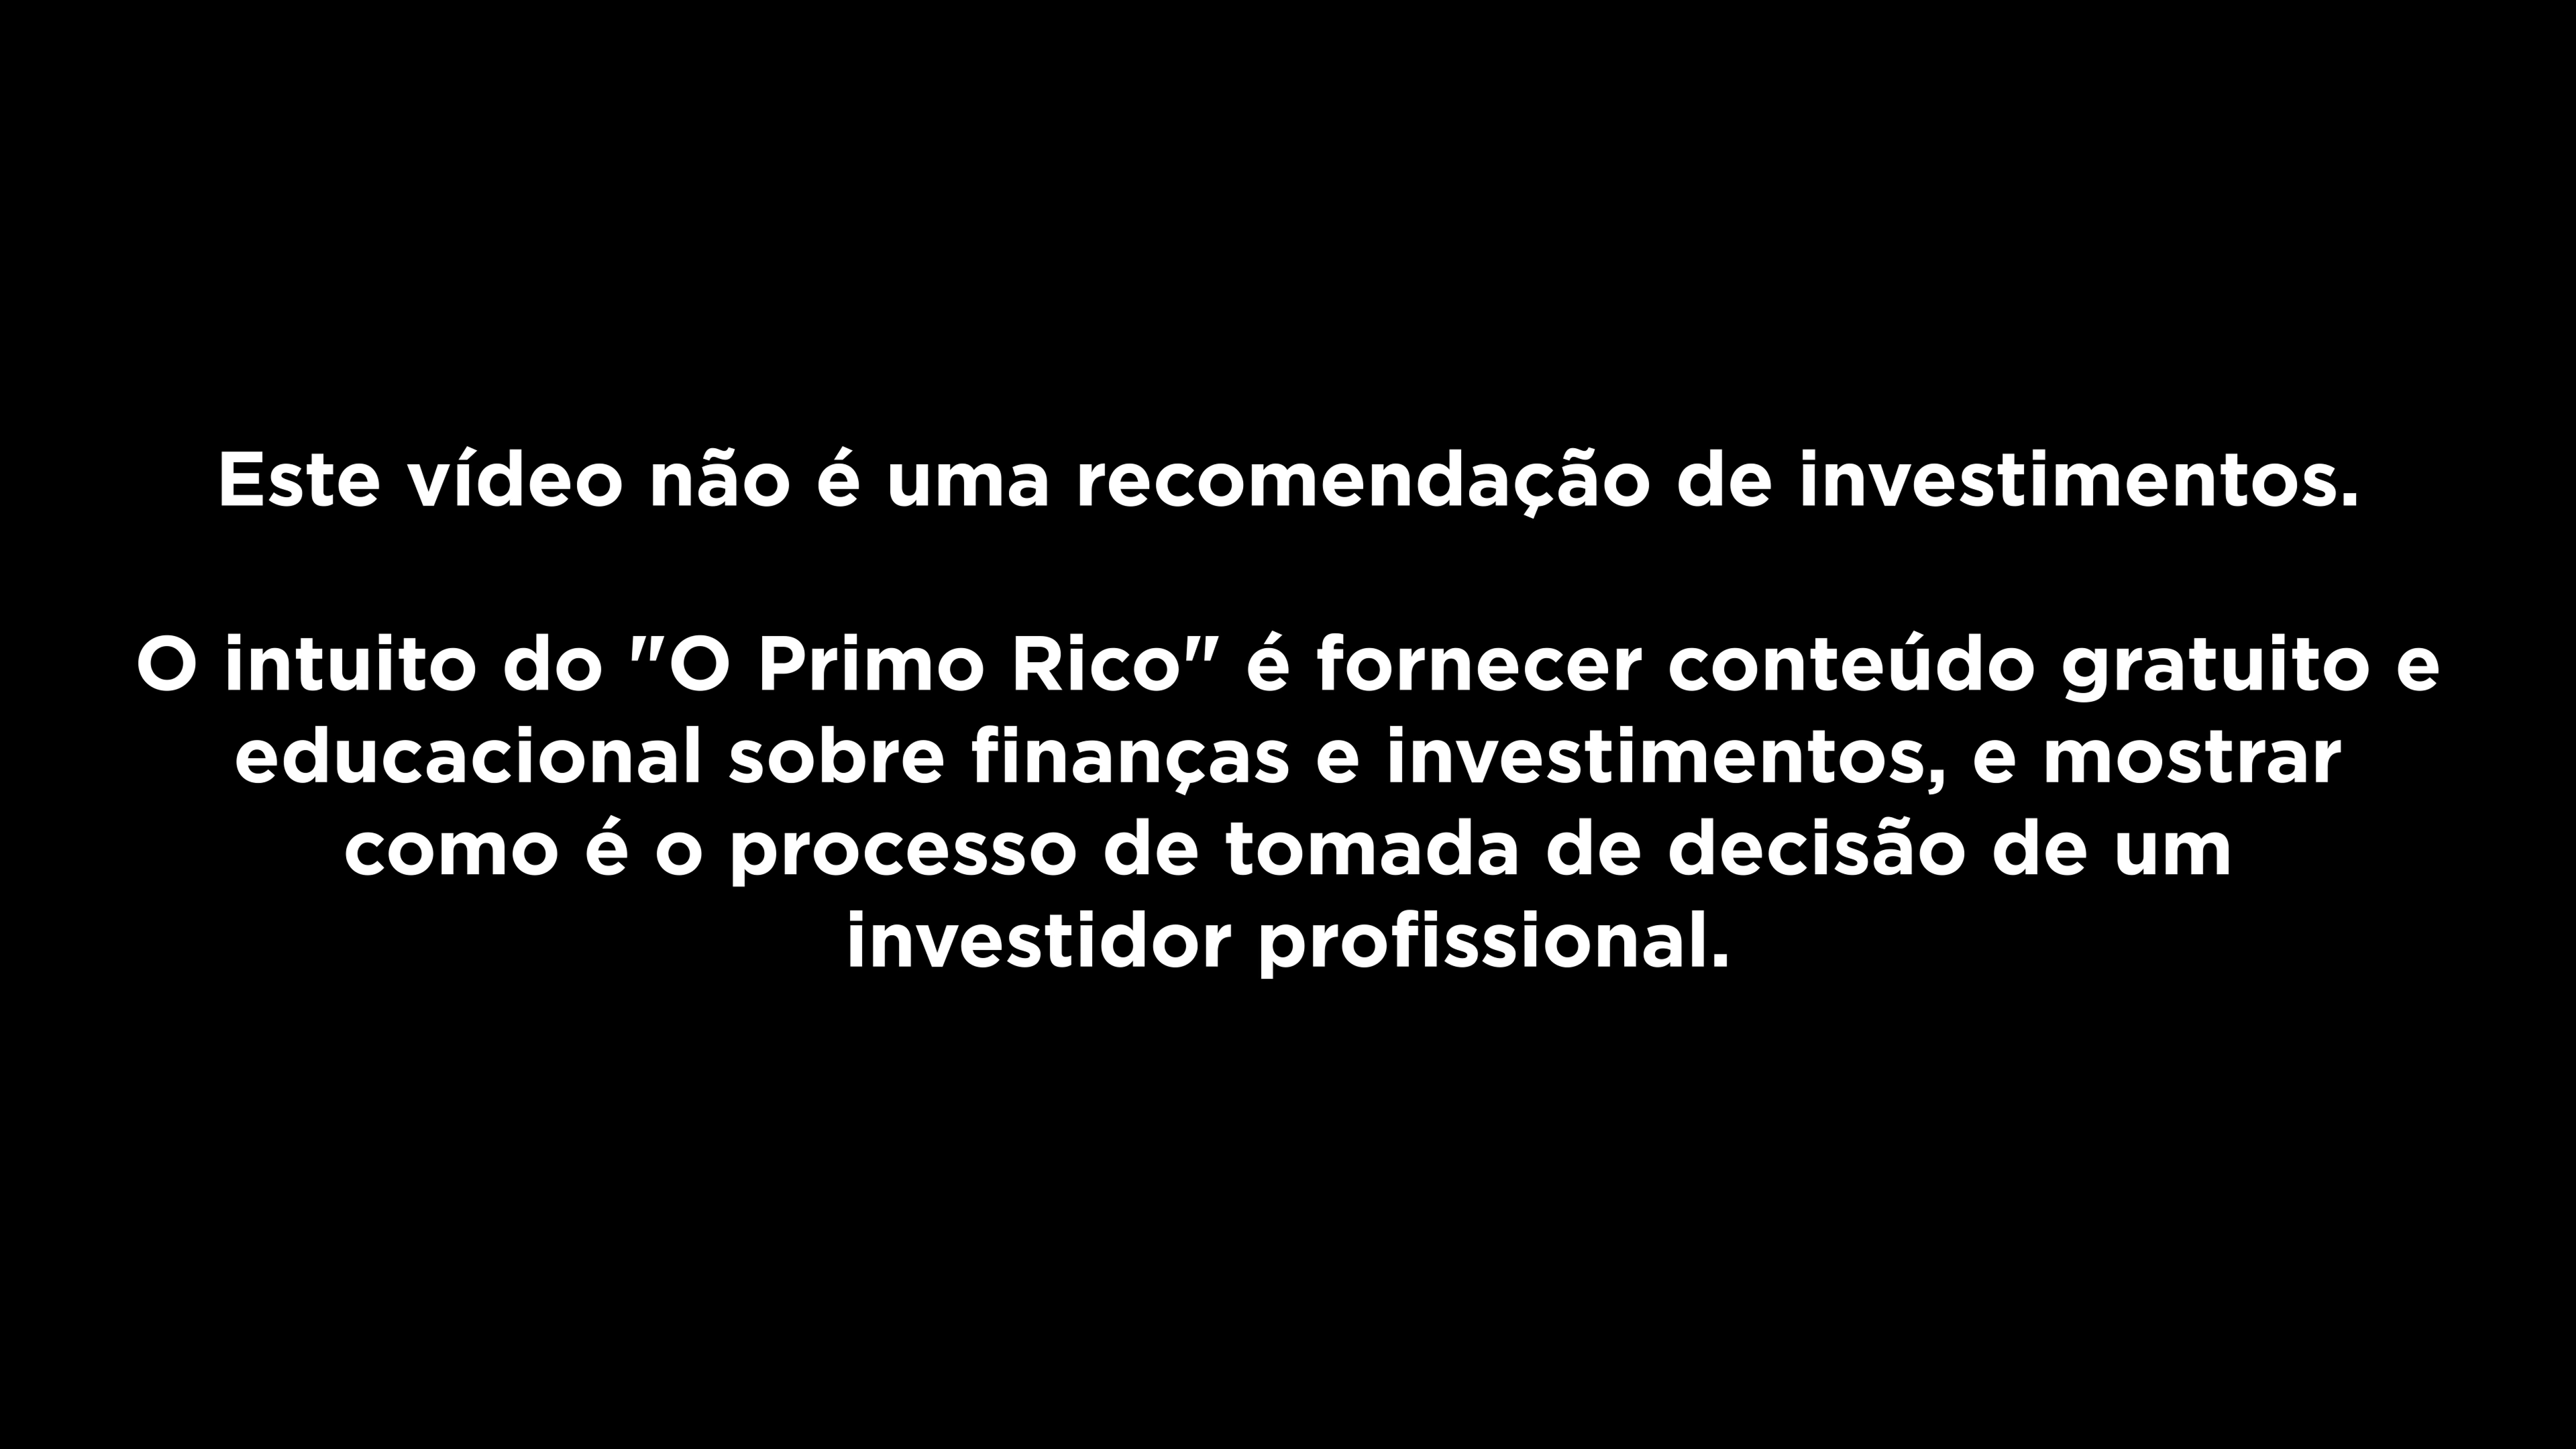 Este vídeo não é uma recomendação de investimentos.
O intuito do "O Primo Rico" é fornecer conteúdo gratuito e
educacional sobre finanças e investimentos, e mostrar
como é o processo de tomada de decisão de um
investidor profissional.